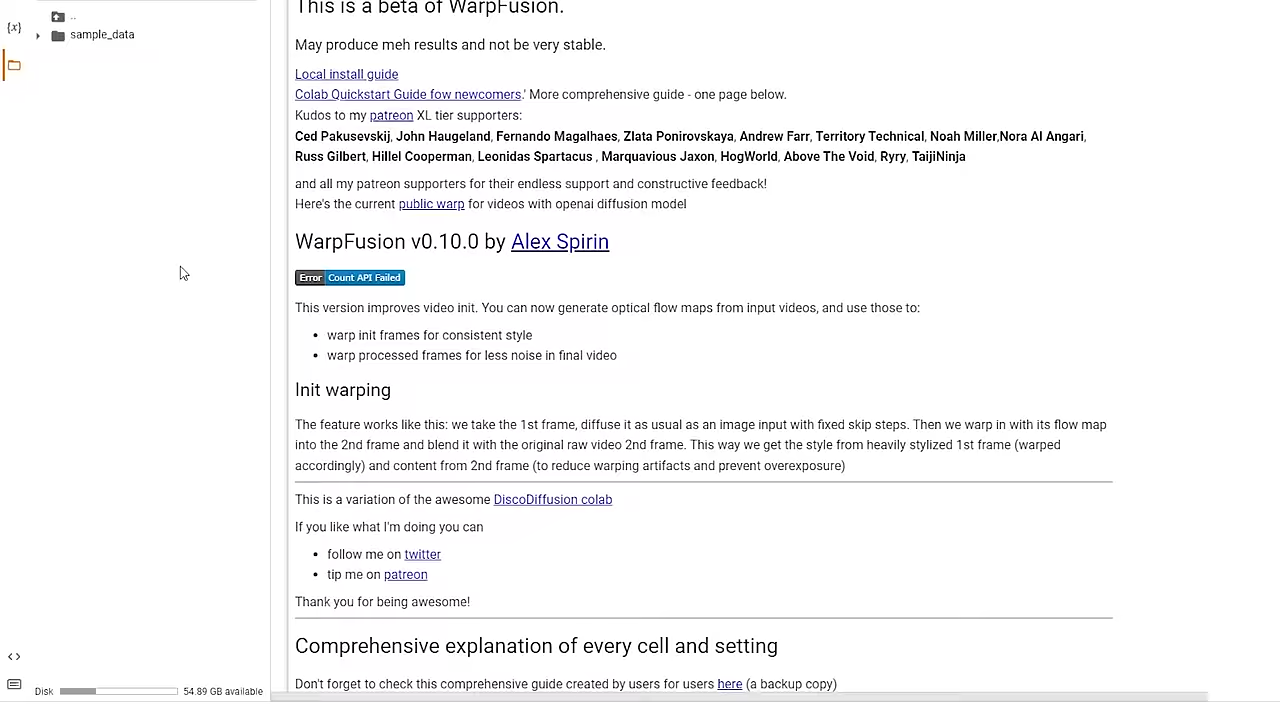 This is a beta of WarpFusion.
{x}
..
sample_data
May produce meh results and not be very stable.
Local install guide
Colab Quickstart Guide fow newcomers.' More comprehensive guide - one page below.
Kudos to my patreon XL tier supporters:
Ced Pakusevskij, John Haugeland, Fernando Magalhaes, Zlata Ponirovskaya, Andrew Farr, Territory Technical, Noah Miller,Nora Al Angari,
Russ Gilbert, Hillel Cooperman, Leonidas Spartacus , Marquavious Jaxon, HogWorld, Above The Void, Ryry, TaijiNinja
and all my patreon supporters for their endless support and constructive feedback!
Here's the current public warp for videos with openai diffusion model
WarpFusion v0.10.0 by Alex Spirin
Error Count API Failed
This version improves video init. You can now generate optical flow maps from input videos, and use those to:
• warp init frames for consistent style
• warp processed frames for less noise in final video
Init warping
The feature works like this: we take the 1st frame, diffuse it as usual as an image input with fixed skip steps. Then we warp in with its flow map
into the 2nd frame and blend it with the original raw video 2nd frame. This way we get the style from heavily stylized 1st frame (warped
accordingly) and content from 2nd frame (to reduce warping artifacts and prevent overexposure)
This is a variation of the awesome DiscoDiffusion colab
If you like what I'm doing you can
• follow me on twitter
• tip me on patreon
Thank you for being awesome!
Comprehensive explanation of every cell and setting
Don't forget to check this comprehensive guide created by users for users here (a backup copy)
<>
Disk 54.89 GB available